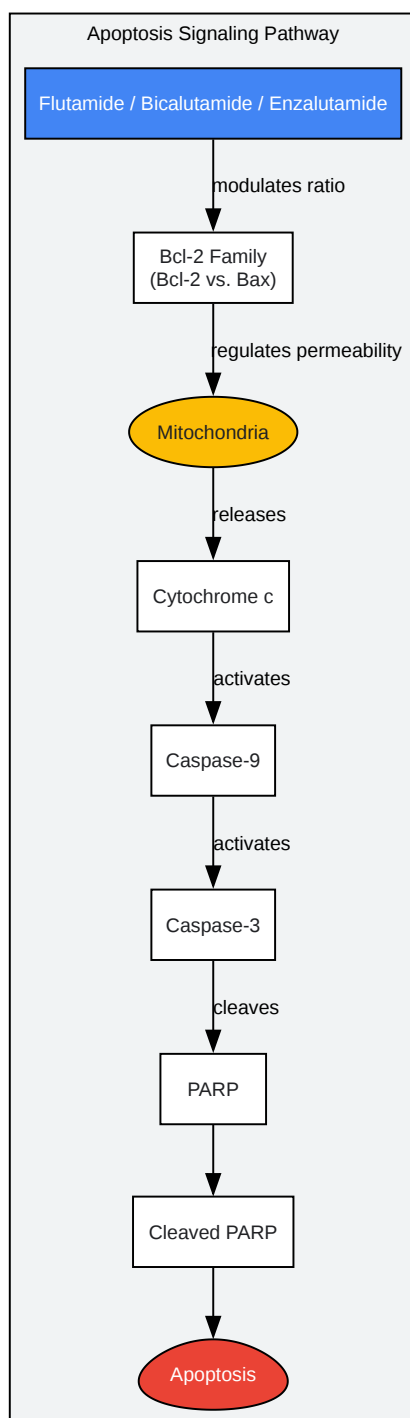 Apoptosis Signaling Pathway
Flutamide / Bicalutamide / Enzalutamide
modulates ratio
Bcl-2 Family
(Bcl-2 vs. Bax)
regulates permeability
Mitochondria
releases
Cytochrome c
activates
Caspase-9
activates
Caspase-3
cleaves
PARP
Cleaved PARP
Apoptosis